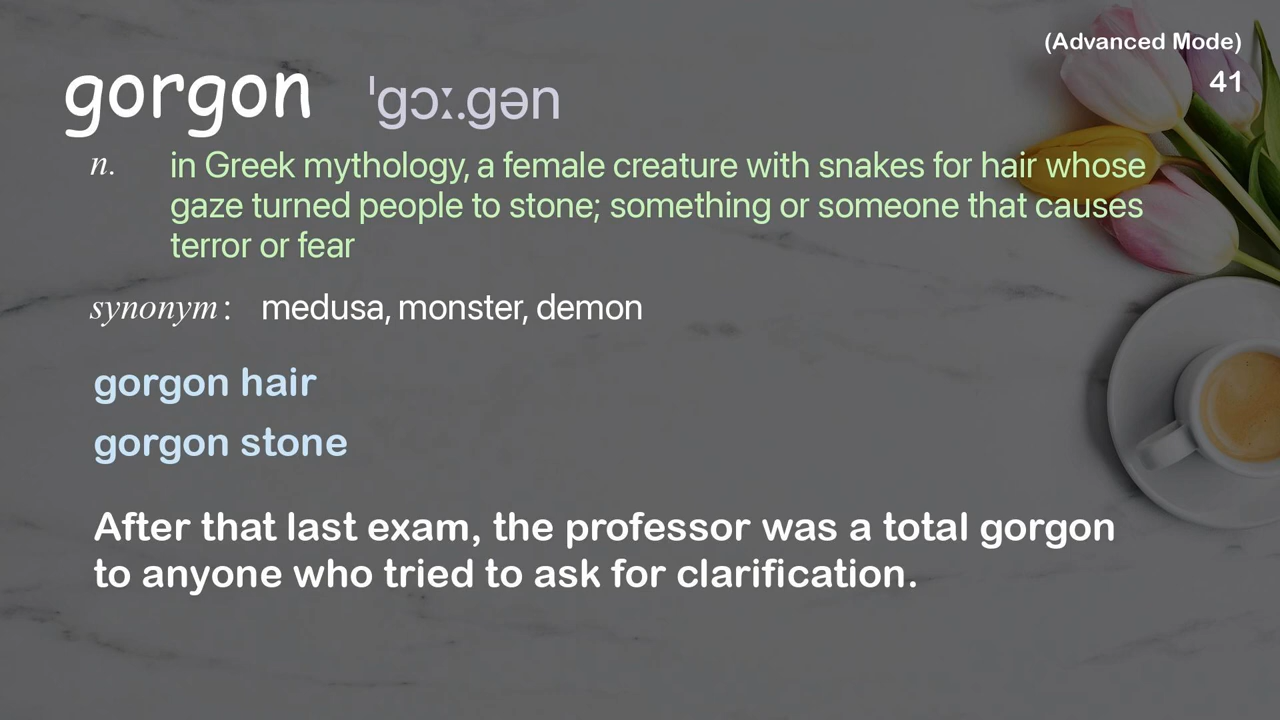 (Advanced Mode)
41
gorgon ˈɡɔː.ɡən
n. in Greek mythology, a female creature with snakes for hair whose
gaze turned people to stone; something or someone that causes
terror or fear
synonym: medusa, monster, demon
gorgon hair
gorgon stone
After that last exam, the professor was a total gorgon
to anyone who tried to ask for clarification.